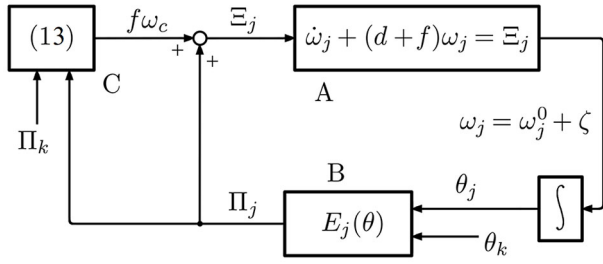 (13)
fω_c
+
+
Ξ_j
ω̇_j + (d + f)ω_j = Ξ_j
C
A
Π_k
ω_j = ω_j^0 + ζ
B
Π_j
E_j(θ)
θ_j
∫
θ_k